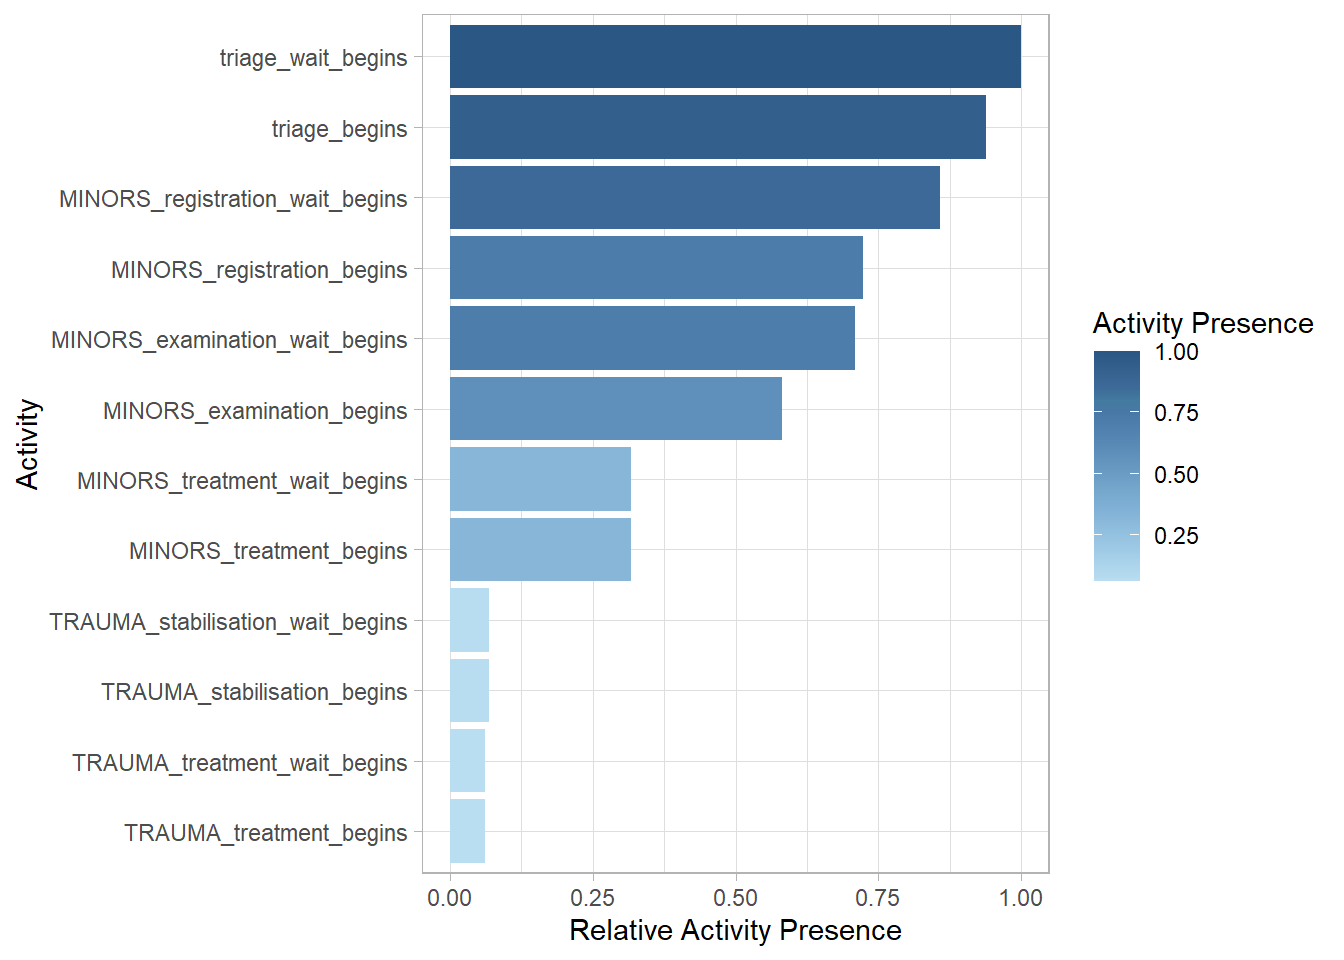 triage_wait_begins
triage_begins
MINORS_registration_wait_begins
MINORS_registration_begins
MINORS_examination_wait_begins
MINORS_examination_begins
MINORS_treatment_wait_begins
MINORS_treatment_begins
TRAUMA_stabilisation_wait_begins
TRAUMA_stabilisation_begins
TRAUMA_treatment_wait_begins
TRAUMA_treatment_begins
Activity
0.00 0.25 0.50 0.75 1.00
Relative Activity Presence
Activity Presence
1.00
0.75
0.50
0.25